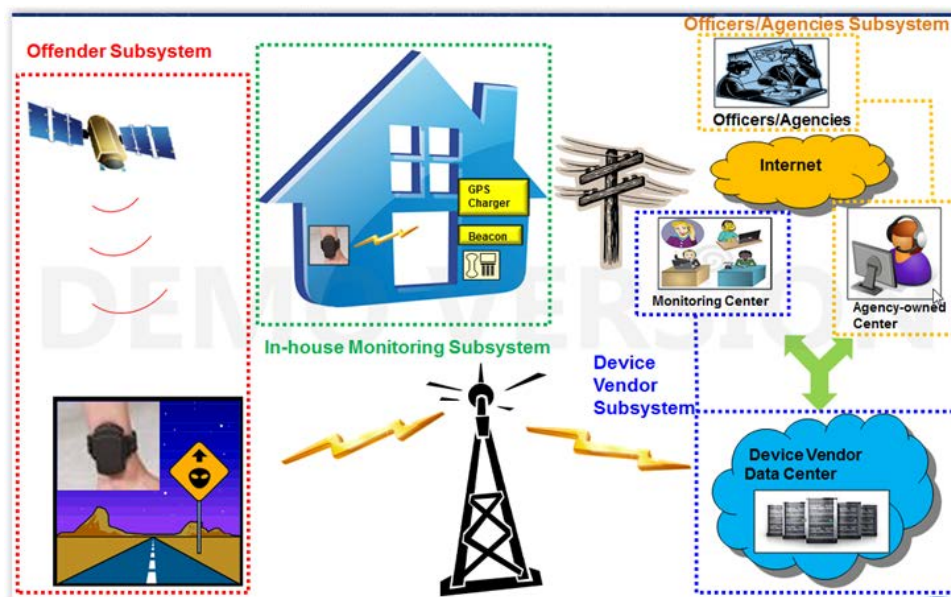 Offender Subsystem
Officers/Agencies Subsystem
Officers/Agencies
Internet
GPS
Charger
Beacon
Monitoring Center
Agency-owned
Center
In-house Monitoring Subsystem
Device
Vendor
Subsystem
Device Vendor
Data Center
DEMO VERSION